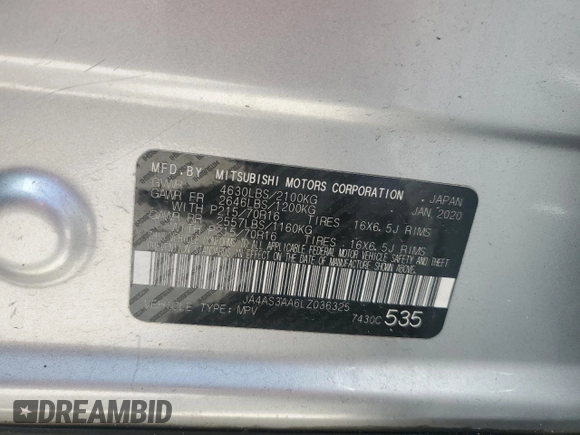 MFD.BY MITSUBISHI MOTORS CORPORATION JAPAN
GVWR 4630LBS/2100KG JAN 2020
GAWR FR 2646LBS/1200KG
WITH P215/70R16 TIRES 16X6.5J RIMS
GAWR RR 2557LBS/1160KG
WITH P215/70R16 TIRES 16X6.5J RIMS
THIS VEHICLE CONFORMS TO ALL APPLICABLE FEDERAL MOTOR VEHICLE SAFETY AND
STANDARDS IN EFFECT ON THE DATE OF MANUFACTURE SHOWN ABOVE.
JA4AS3AA6LZ036325
VEHICLE TYPE:MPV 7430C 535
DREAMBID